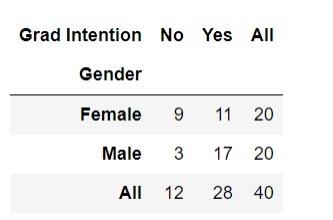 Grad Intention No Yes All
Gender
Female 9 11 20
Male 3 17 20
All 12 28 40